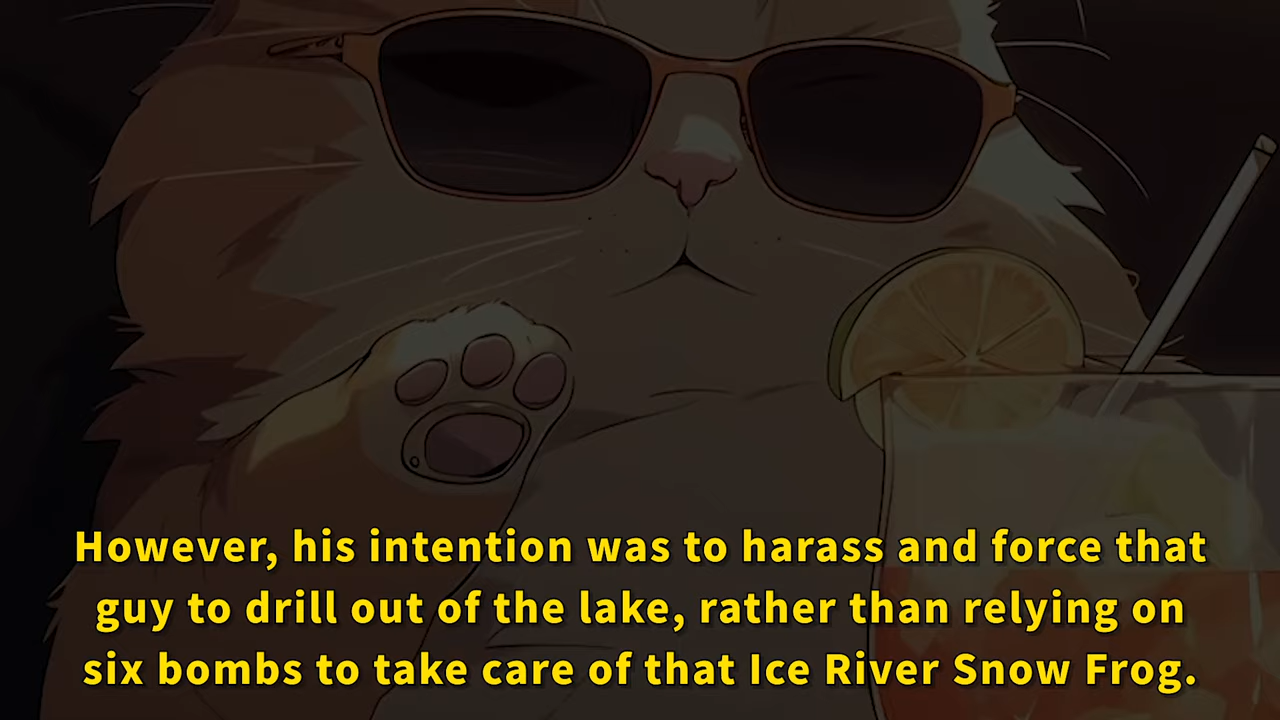 However, his intention was to harass and force that
guy to drill out of the lake, rather than relying on
six bombs to take care of that Ice River Snow Frog.